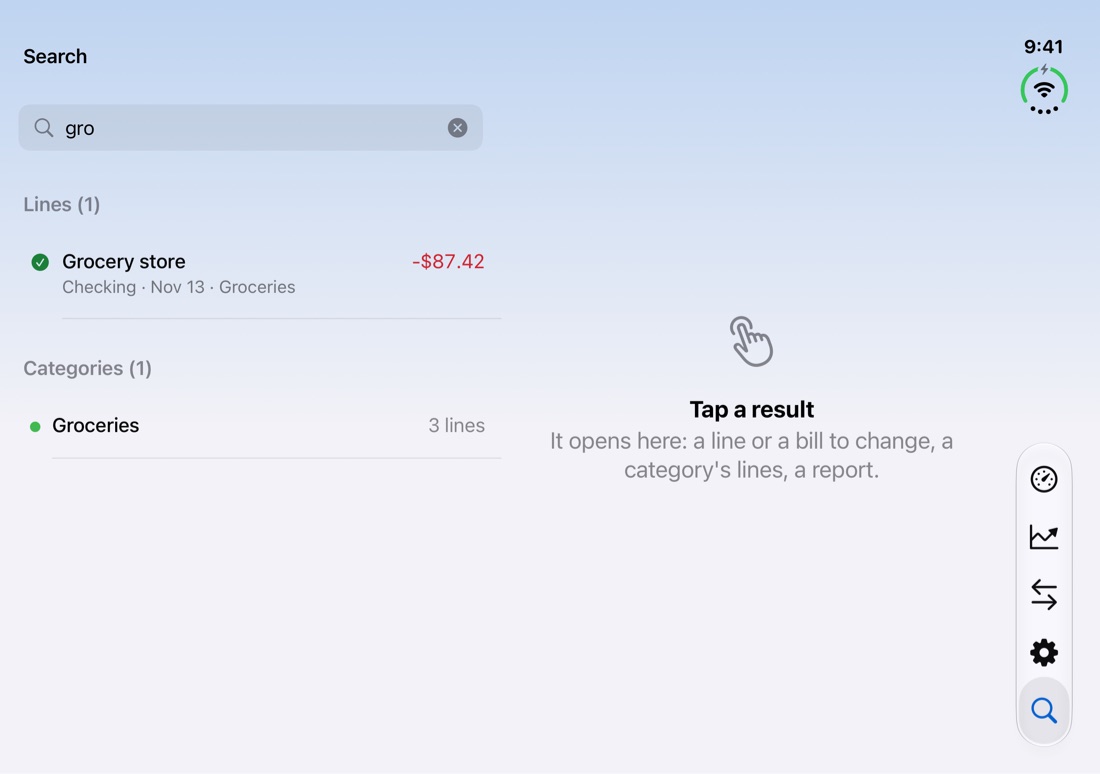 Search
9:41
gro
Lines (1)
Grocery store
-$87.42
Checking · Nov 13 · Groceries
Categories (1)
Groceries
3 lines
Tap a result
It opens here: a line or a bill to change, a
category's lines, a report.